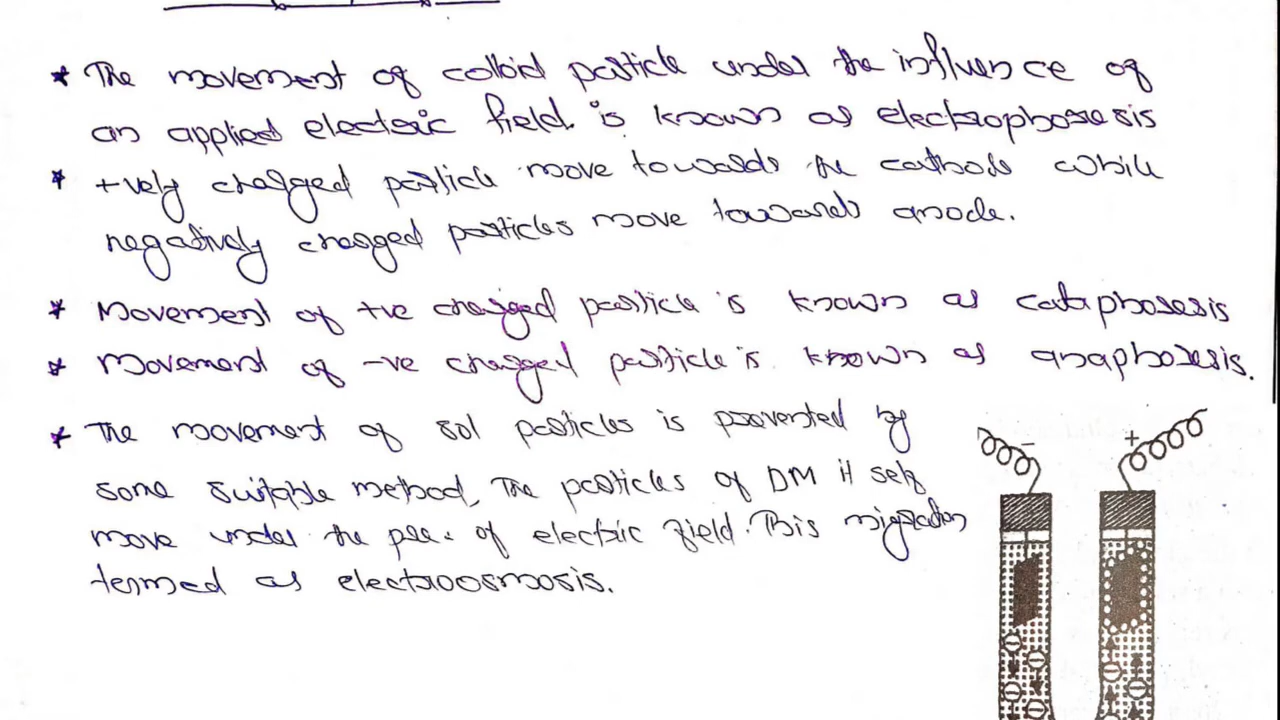 * The movement of colloid particle under the influence of
an applied electric field. is known as electrophoresis
* +vely charged particle move towards the cathode while
negatively charged particles move towards anode.
* Movement of +ve charged particle is known as cataphoresis
* Movement of -ve charged particle is known as anaphoresis.
* The movement of sol particles is prevented by
some suitable method, The particles of DM it self
move under the pre. of electric field. This migration
termed as electroosmosis.
− +